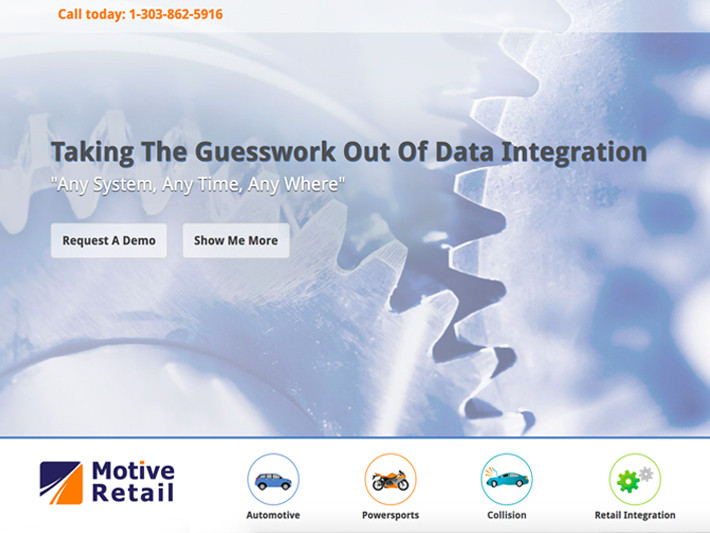 Call today: 1-303-862-5916
Taking The Guesswork Out Of Data Integration
"Any System, Any Time, Any Where"
Request A Demo
Show Me More
Motive
Retail
Automotive
Powersports
Collision
Retail Integration